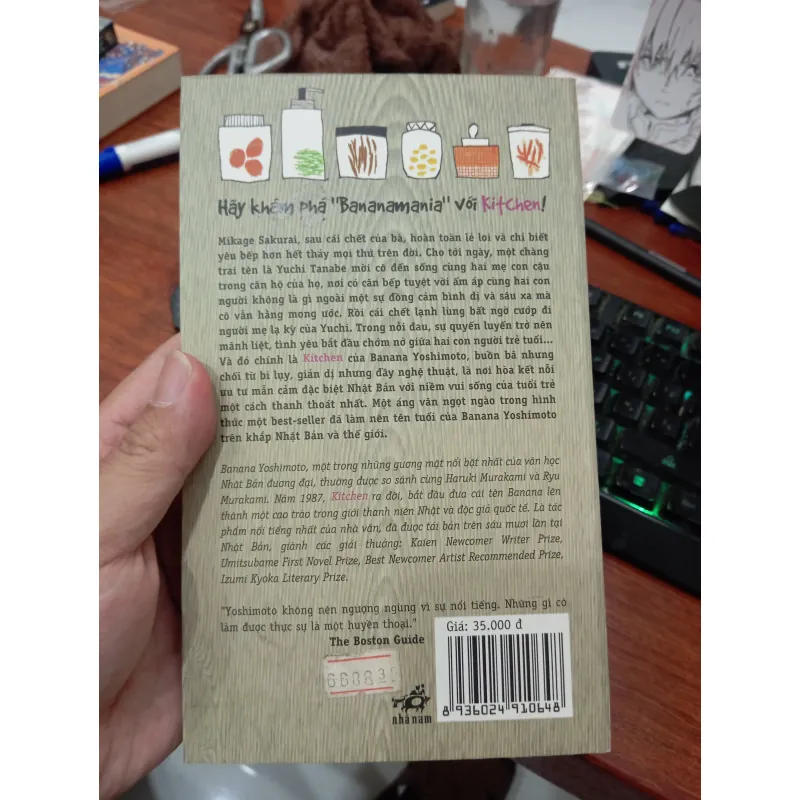 Hãy khám phá "Bananamania" với Kitchen!
Mikage Sakurai, sau cái chết của bà, hoàn toàn lẻ loi và chỉ biết
yêu bếp hơn hết thảy mọi thứ trên đời. Cho tới ngày, một chàng
trai tên là Yuchi Tanabe mời cô đến sống cùng hai mẹ con cậu
trong căn hộ của họ, nơi có căn bếp tuyệt vời ấm áp cùng hai con
người không là gì ngoài một sự đồng cảm bình dị và sâu xa mà
cô vẫn hằng mong ước. Rồi cái chết lạnh lùng bất ngờ cướp đi
người mẹ lạ kỳ của Yuchi. Trong nỗi đau, sự quyến luyến trở nên
mãnh liệt, tình yêu bắt đầu chớm nở giữa hai con người trẻ tuổi...
Và đó chính là Kitchen của Banana Yoshimoto, buồn bã nhưng
chối từ bi lụy, giản dị nhưng đầy nghệ thuật, là nơi hòa kết nỗi
ưu tư mẫn cảm đặc biệt Nhật Bản với niềm vui sống của tuổi trẻ
một cách thanh thoát nhất. Một áng văn ngọt ngào trong hình
thức một best-seller đã làm nên tên tuổi của Banana Yoshimoto
trên khắp Nhật Bản và thế giới.
Banana Yoshimoto, một trong những gương mặt nổi bật nhất của văn học
Nhật Bản đương đại, thường được so sánh cùng Haruki Murakami và Ryu
Murakami. Năm 1987, Kitchen ra đời, bắt đầu đưa cái tên Banana lên
thành một cao trào trong giới thanh niên Nhật và độc giả quốc tế. Là tác
phẩm nổi tiếng nhất của nhà văn, đã được tái bản trên sáu mươi lần tại
Nhật Bản, giành các giải thưởng: Kaien Newcomer Writer Prize,
Umitsubame First Novel Prize, Best Newcomer Artist Recommended Prize,
Izumi Kyoka Literary Prize.
"Yoshimoto không nên ngượng ngùng vì sự nổi tiếng. Những gì cô
làm được thực sự là một huyền thoại."
The Boston Guide
Giá: 35.000 đ
8 936024 910648
nhã nam